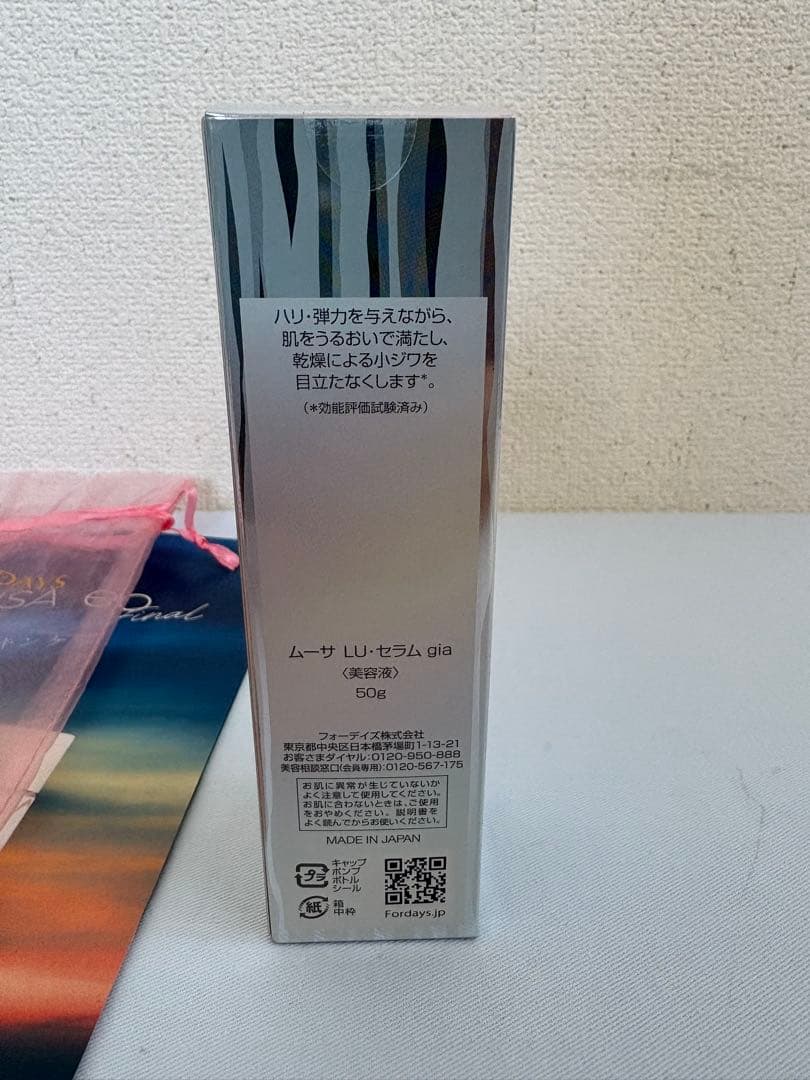 ハリ・弾力を与えながら、
肌をうるおいで満たし、
乾燥による小ジワを
目立たなくします*。
(*効能評価試験済み)
ムーサ LU・セラム gia
〈美容液〉
50g
フォーデイズ株式会社
東京都中央区日本橋茅場町1-13-21
お客さまダイヤル:0120-950-888
美容相談窓口(会員専用):0120-567-175
お肌に異常が生じていないか
よく注意して使用してください。
お肌に合わないときは、ご使用
をおやめください。説明書を
よく読んでからお使いください。
MADE IN JAPAN
プラ
キャップ
ポンプ
ボトル
シール
紙
箱
中枠
Fordays.jp
DAYS
Final